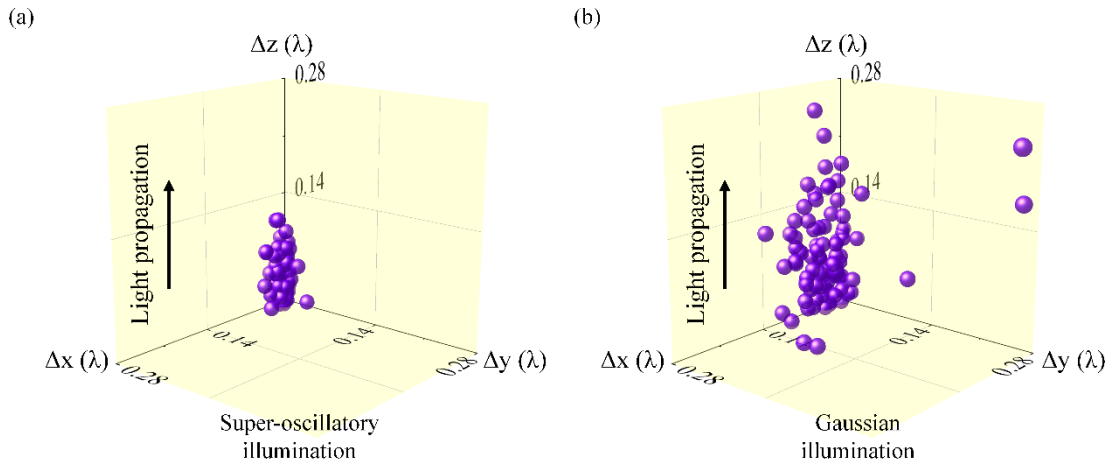 (a)
(b)
Δz (λ)
0.28
0.14
Light propagation
Δx (λ)
0.28
0.14
0.14
0.28
Δy (λ)
Super-oscillatory
illumination
Δz (λ)
0.28
0.14
Light propagation
Δx (λ)
0.28
0.14
0.28
Δy (λ)
Gaussian
illumination